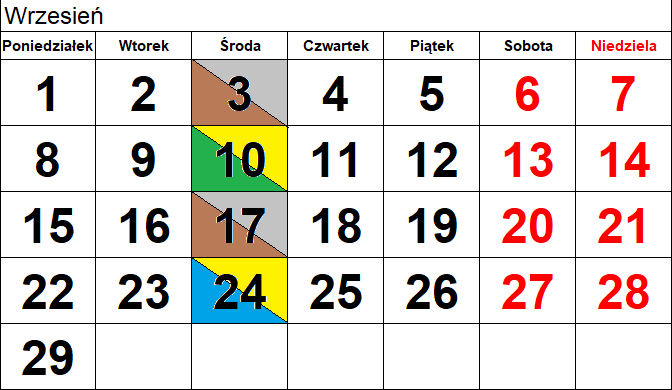 Wrzesień
Poniedziałek Wtorek Środa Czwartek Piątek Sobota Niedziela
1 2 3 4 5 6 7
8 9 10 11 12 13 14
15 16 17 18 19 20 21
22 23 24 25 26 27 28
29